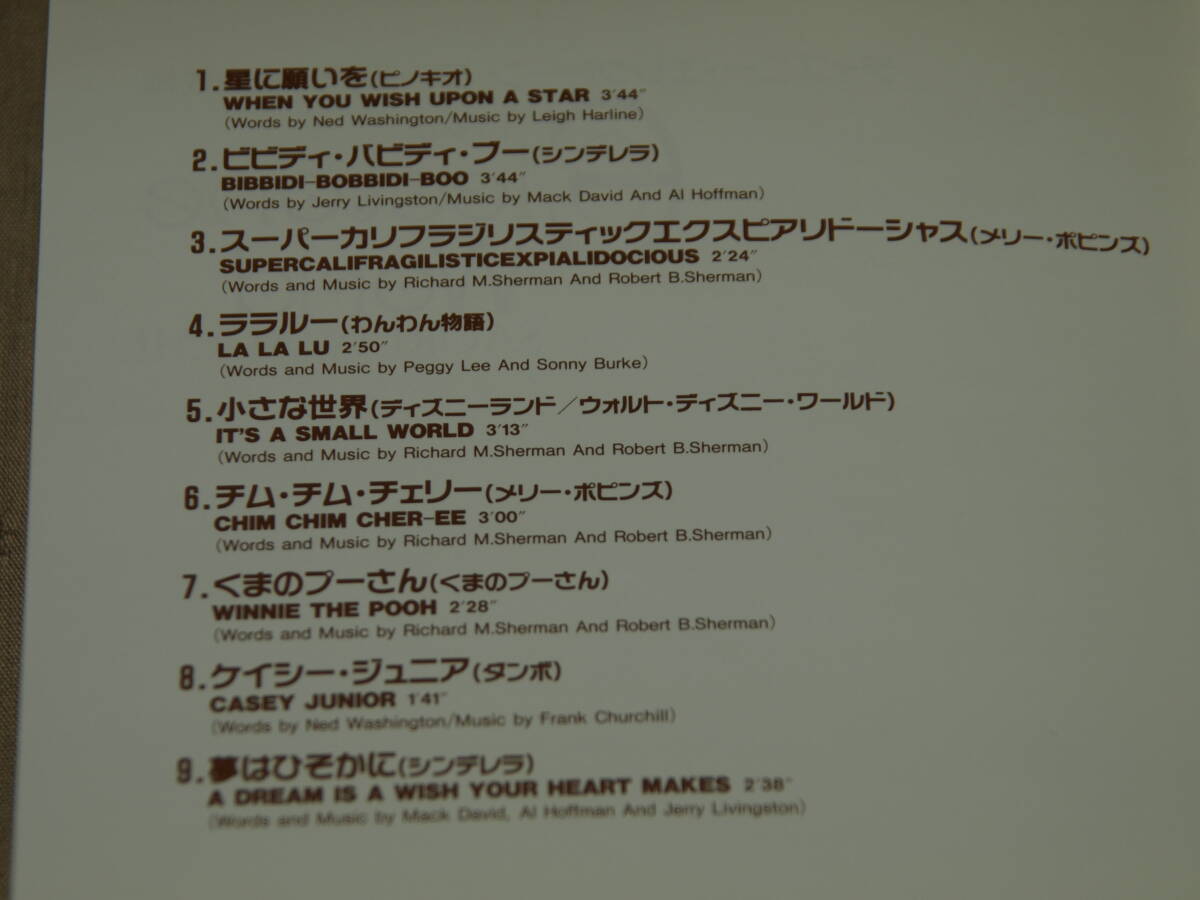 1.星に願いを(ピノキオ)
WHEN YOU WISH UPON A STAR 3'44"
(Words by Ned Washington/Music by Leigh Harline)
2.ビビディ・バビディ・ブー(シンデレラ)
BIBBIDI-BOBBIDI-BOO 3'44"
(Words by Jerry Livingston/Music by Mack David And Al Hoffman)
3.スーパーカリフラジリスティックエクスピアリドーシャス(メリー・ポピンズ)
SUPERCALIFRAGILISTICEXPIALIDOCIOUS 2'24"
(Words and Music by Richard M.Sherman And Robert B.Sherman)
4.ララルー(わんわん物語)
LA LA LU 2'50"
(Words and Music by Peggy Lee And Sonny Burke)
5.小さな世界(ディズニーランド/ウォルト・ディズニー・ワールド)
IT'S A SMALL WORLD 3'13"
(Words and Music by Richard M.Sherman And Robert B.Sherman)
6.チム・チム・チェリー(メリー・ポピンズ)
CHIM CHIM CHER-EE 3'00"
(Words and Music by Richard M.Sherman And Robert B.Sherman)
7.くまのプーさん(くまのプーさん)
WINNIE THE POOH 2'28"
(Words and Music by Richard M.Sherman And Robert B.Sherman)
8.ケイシー・ジュニア(ダンボ)
CASEY JUNIOR 1'41"
(Words by Ned Washington/Music by Frank Churchill)
9.夢はひそかに(シンデレラ)
A DREAM IS A WISH YOUR HEART MAKES 2'38"
(Words and Music by Mack David, Al Hoffman And Jerry Livingston)